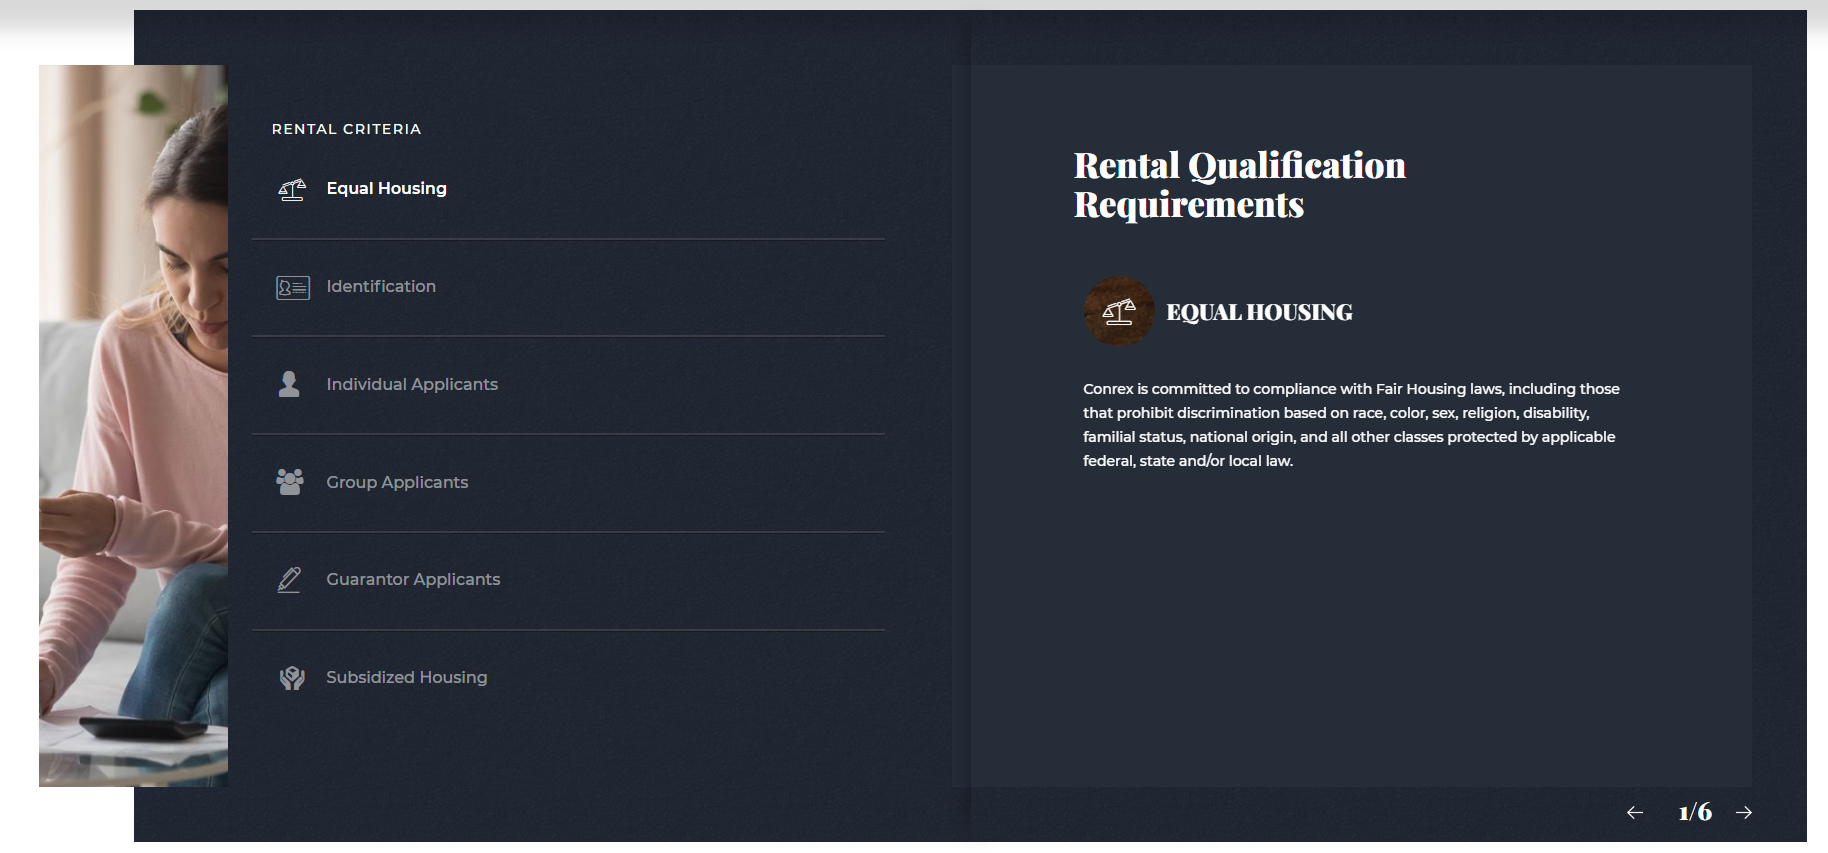 RENTAL CRITERIA
Equal Housing
Identification
Individual Applicants
Group Applicants
Guarantor Applicants
Subsidized Housing
Rental Qualification
Requirements
EQUAL HOUSING
Conrex is committed to compliance with Fair Housing laws, including those
that prohibit discrimination based on race, color, sex, religion, disability,
familial status, national origin, and all other classes protected by applicable
federal, state and/or local law.
1/6